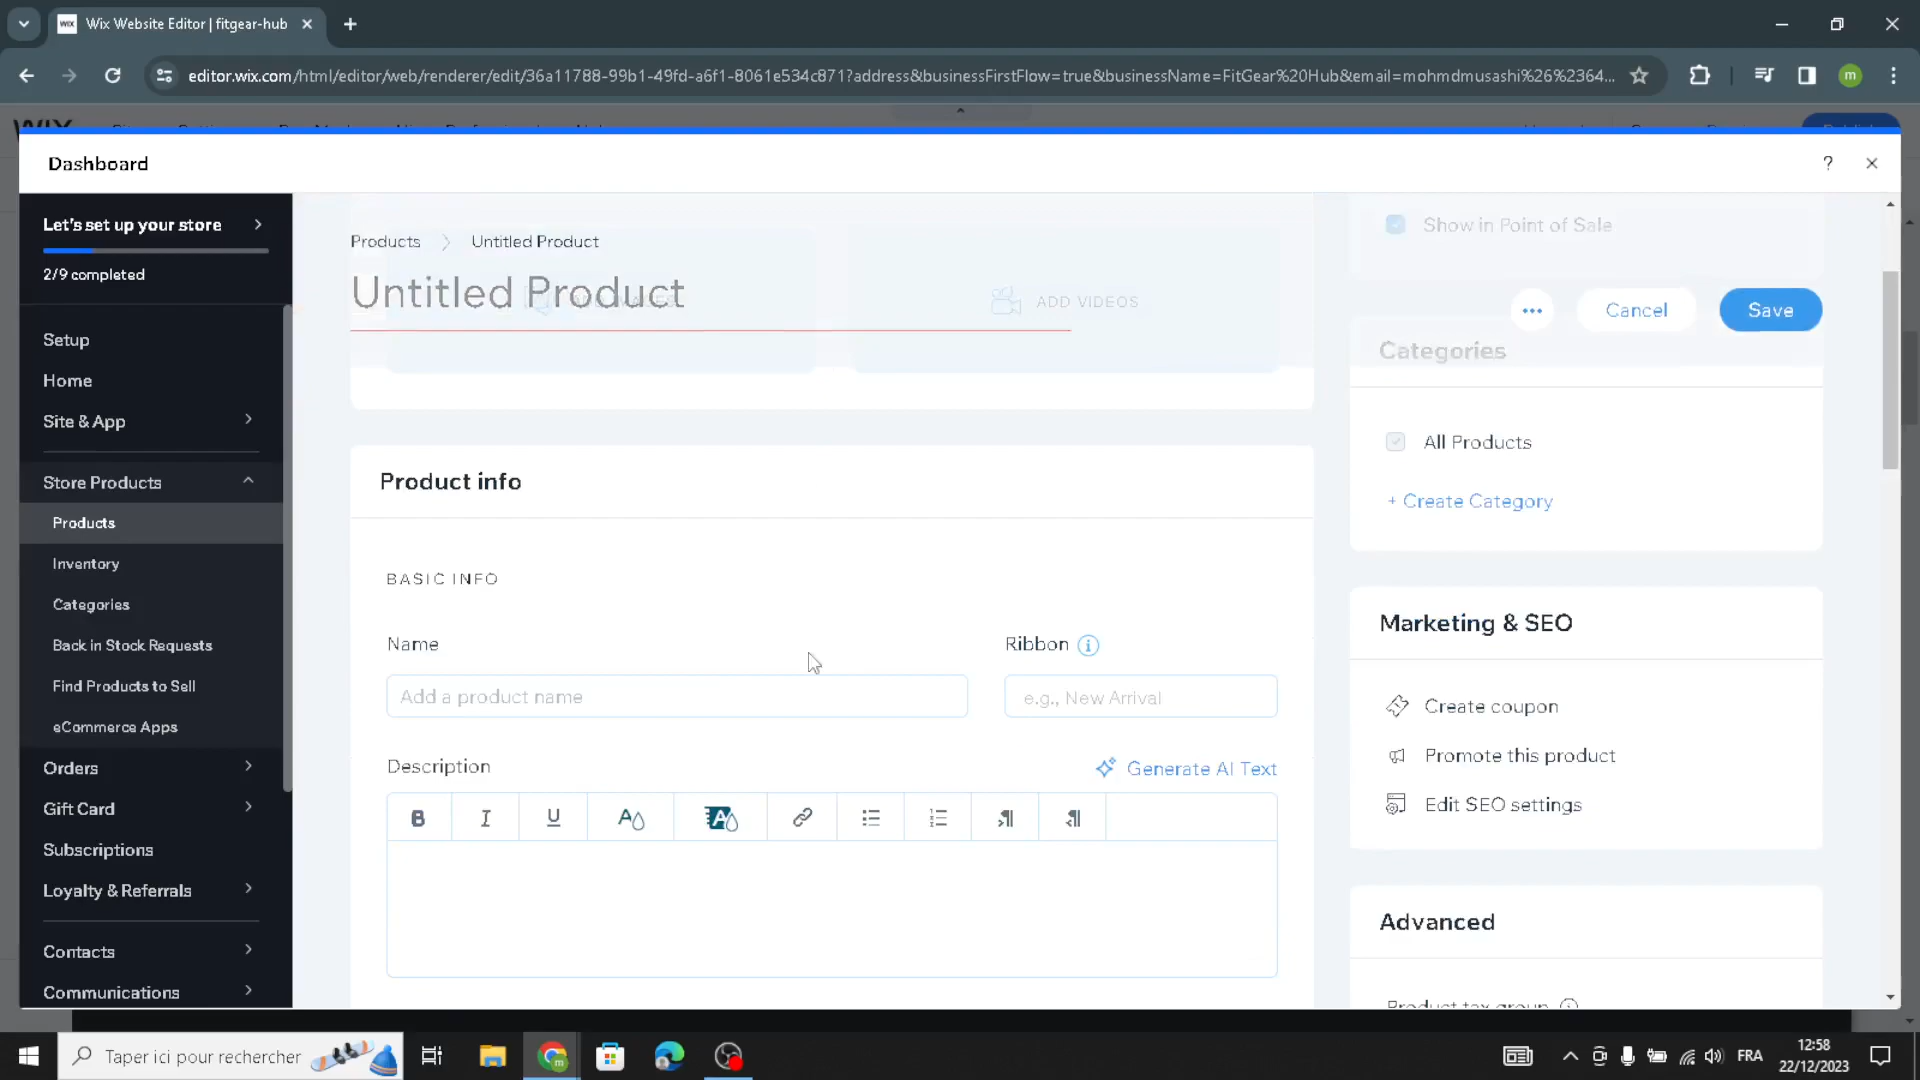 Wix Website Editor | fitgear-hub
editor.wix.com/html/editor/web/renderer/edit/36a11788-99b1-49fd-a6f1-8061e534c871?address&businessFirstFlow=true&businessName=FitGear%20Hub&email=mohmdmusashi%26%2364...
m
WIX
Dashboard
?
Let's set up your store
2/9 completed
Setup
Home
Site & App
Store Products
Products
Inventory
Categories
Back in Stock Requests
Find Products to Sell
eCommerce Apps
Orders
Gift Card
Subscriptions
Loyalty & Referrals
Contacts
Communications
Products > Untitled Product
Untitled Product
ADD VIDEOS
Show in Point of Sale
Cancel
Save
Categories
All Products
+ Create Category
Product info
BASIC INFO
Name
Ribbon
Add a product name
e.g., New Arrival
Description
Generate AI Text
B I U
Marketing & SEO
Create coupon
Promote this product
Edit SEO settings
Advanced
Product tax group
Taper ici pour rechercher
FRA
12:58
22/12/2023